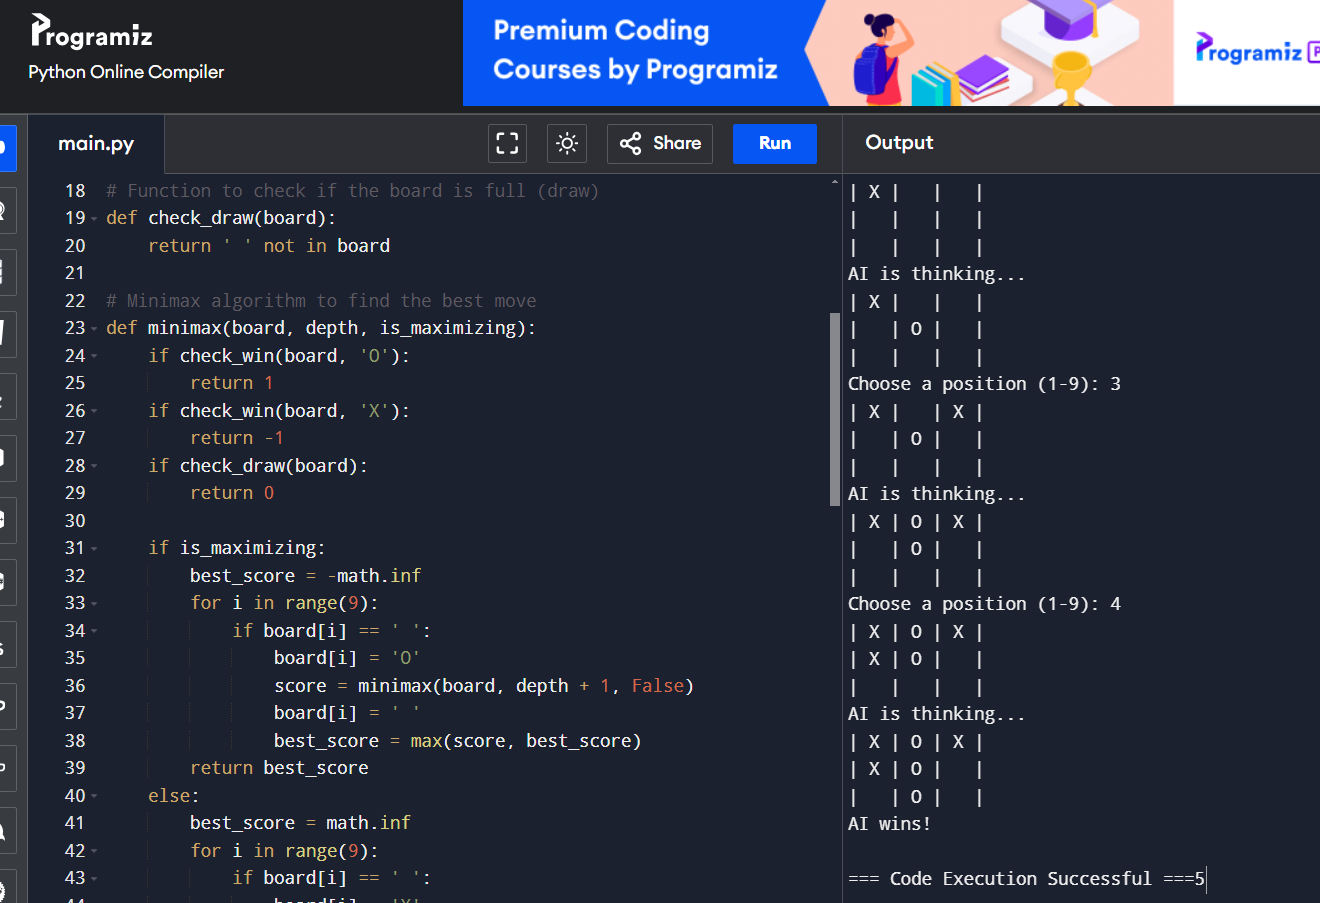 Programiz
Python Online Compiler
Premium Coding
Courses by Programiz
Programiz
main.py
Share
Run
Output
18 # Function to check if the board is full (draw)
19 def check_draw(board):
20     return ' ' not in board
21
22 # Minimax algorithm to find the best move
23 def minimax(board, depth, is_maximizing):
24     if check_win(board, 'O'):
25         return 1
26     if check_win(board, 'X'):
27         return -1
28     if check_draw(board):
29         return 0
30
31     if is_maximizing:
32         best_score = -math.inf
33         for i in range(9):
34             if board[i] == ' ':
35                 board[i] = 'O'
36                 score = minimax(board, depth + 1, False)
37                 board[i] = ' '
38                 best_score = max(score, best_score)
39         return best_score
40     else:
41         best_score = math.inf
42         for i in range(9):
43             if board[i] == ' ':
| X |   |   |
|   |   |   |
|   |   |   |
AI is thinking...
| X |   |   |
|   | O |   |
|   |   |   |
Choose a position (1-9): 3
| X |   | X |
|   | O |   |
|   |   |   |
AI is thinking...
| X | O | X |
|   | O |   |
|   |   |   |
Choose a position (1-9): 4
| X | O | X |
| X | O |   |
|   |   |   |
AI is thinking...
| X | O | X |
| X | O |   |
|   | O |   |
AI wins!
=== Code Execution Successful ===5